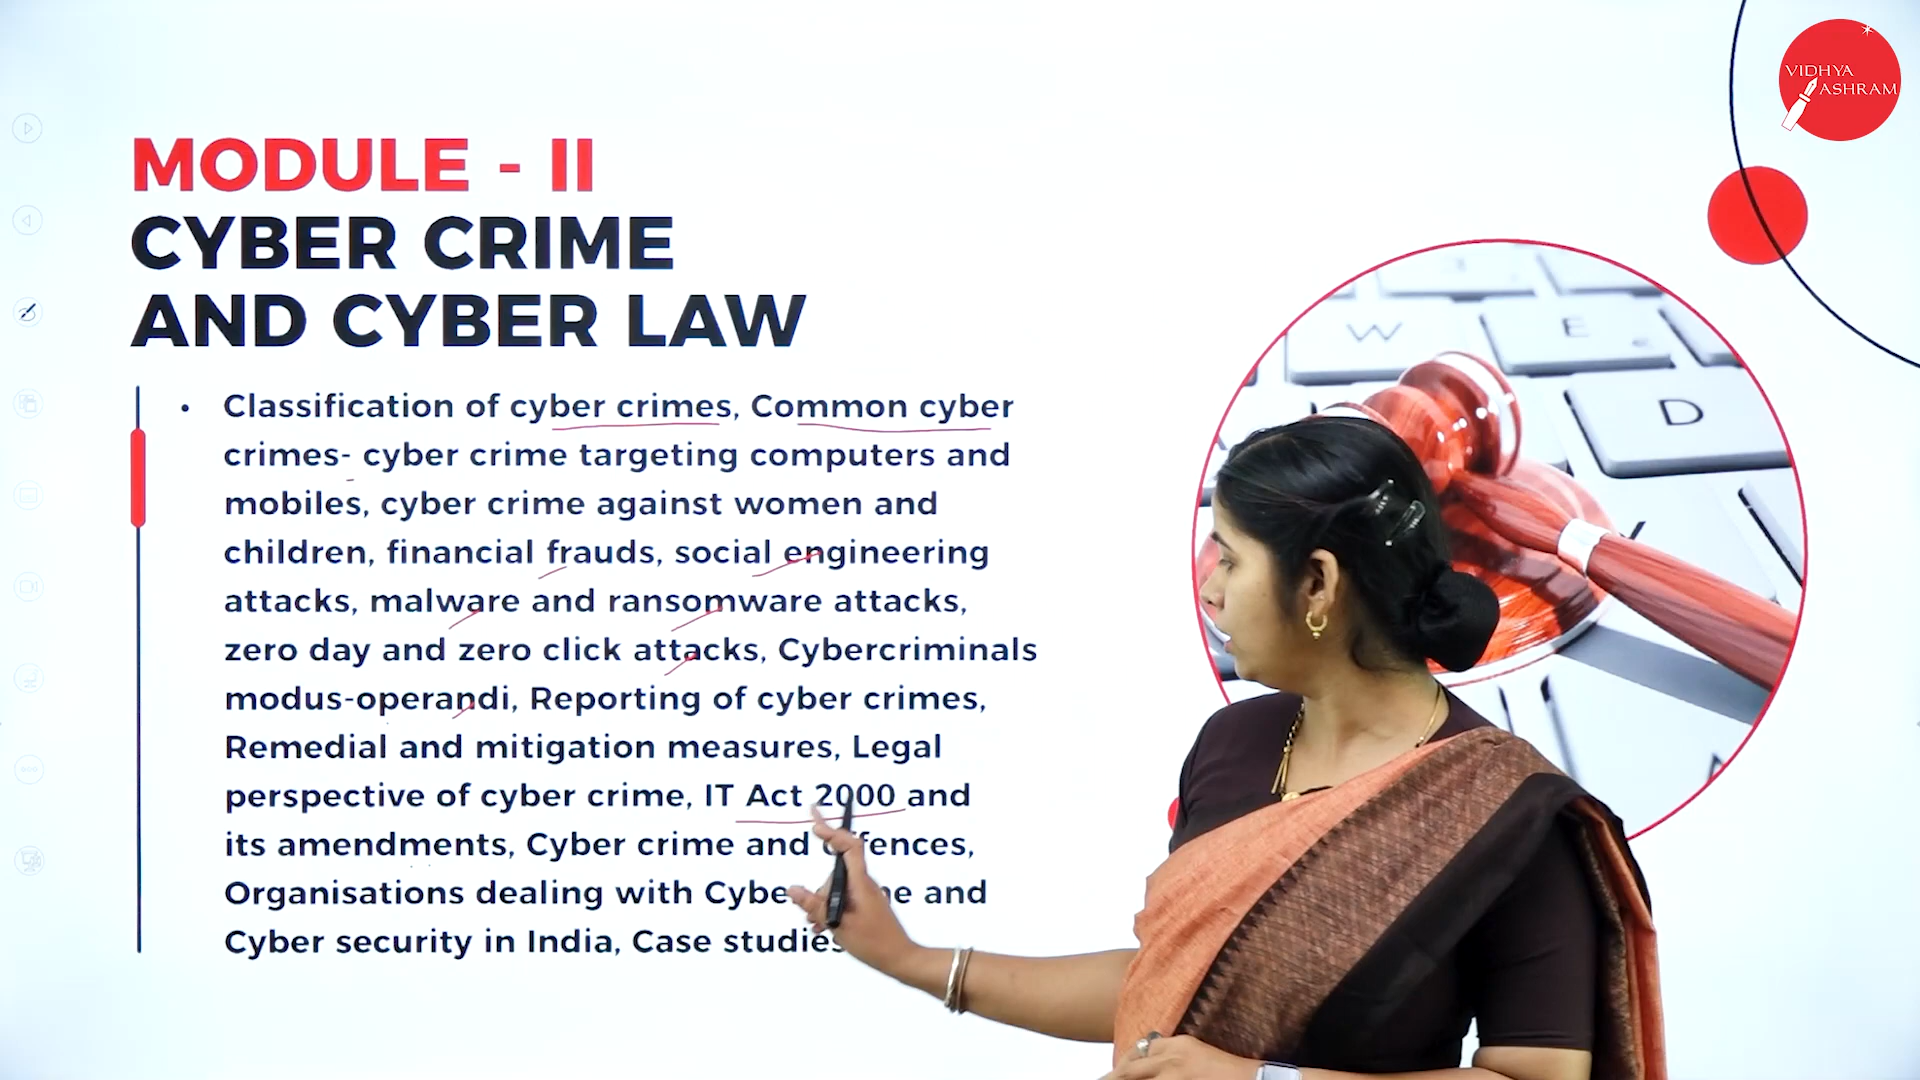 VIDHYA
ASHRAM
MODULE - II
CYBER CRIME
AND CYBER LAW
• Classification of cyber crimes, Common cyber
crimes- cyber crime targeting computers and
mobiles, cyber crime against women and
children, financial frauds, social engineering
attacks, malware and ransomware attacks,
zero day and zero click attacks, Cybercriminals
modus-operandi, Reporting of cyber crimes,
Remedial and mitigation measures, Legal
perspective of cyber crime, IT Act 2000 and
its amendments, Cyber crime and
Organisations dealing with and
Cyber security in India, Case studies
W
E
D